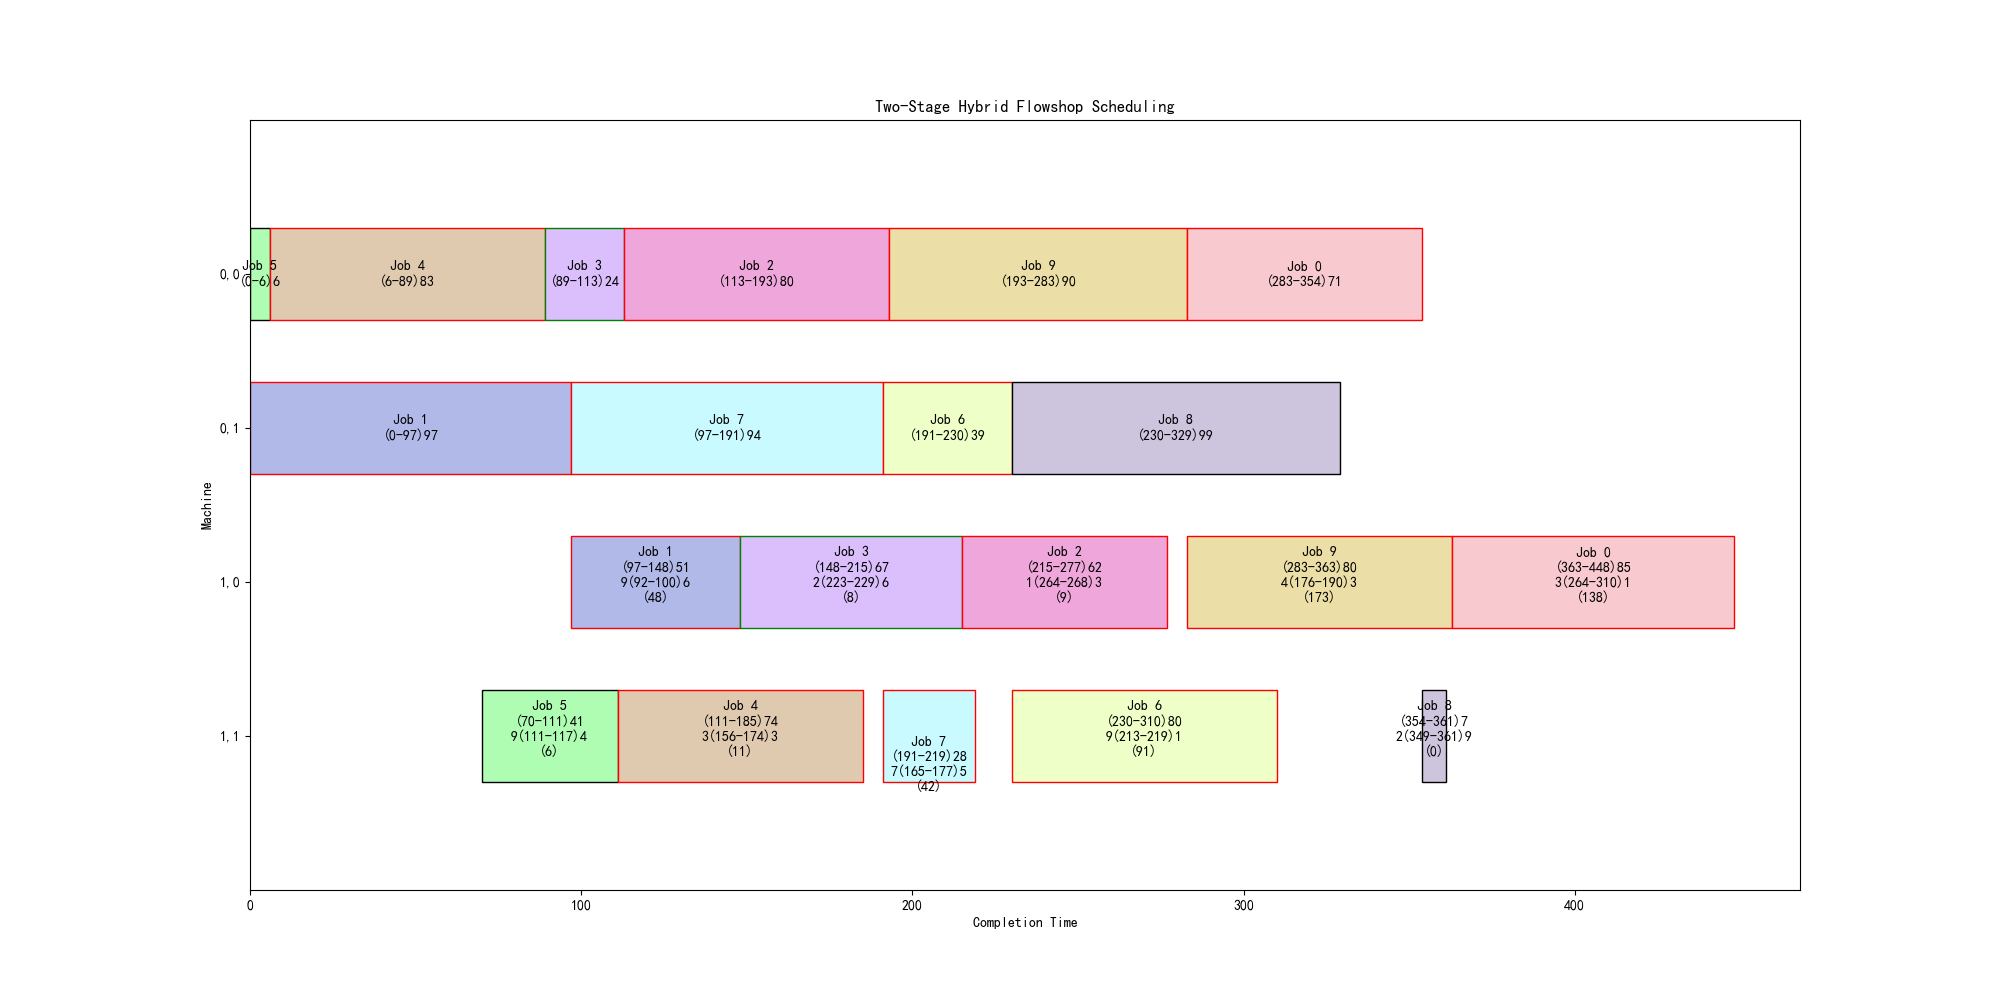 Two-Stage Hybrid Flowshop Scheduling
Machine
0,0
Job 5
(0-6)6
Job 4
(6-89)83
Job 3
(89-113)24
Job 2
(113-193)80
Job 9
(193-283)90
Job 0
(283-354)71
0,1
Job 1
(0-97)97
Job 7
(97-191)94
Job 6
(191-230)39
Job 8
(230-329)99
1,0
Job 1
(97-148)51
9(92-100)6
(48)
Job 3
(148-215)67
2(223-229)6
(8)
Job 2
(215-277)62
1(264-268)3
(9)
Job 9
(283-363)80
4(176-190)3
(173)
Job 0
(363-448)85
3(264-310)1
(138)
1,1
Job 5
(70-111)41
9(111-117)4
(6)
Job 4
(111-185)74
3(156-174)3
(11)
Job 7
(191-219)28
7(165-177)5
(42)
Job 6
(230-310)80
9(213-219)1
(91)
Job 8
(354-361)7
2(349-361)9
(0)
0
100
200
300
400
Completion Time